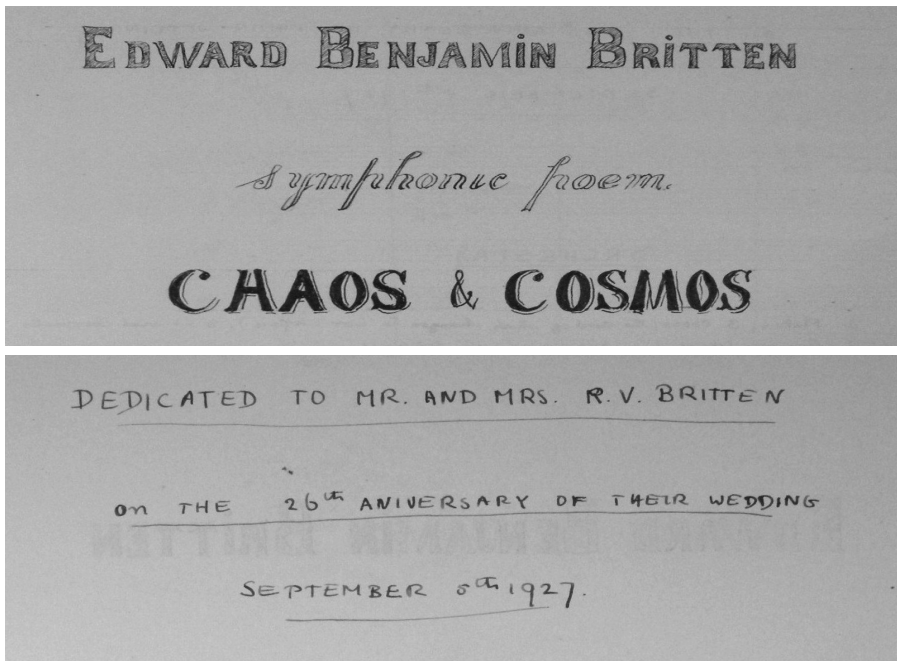 EDWARD BENJAMiN BRiTTEN
symphonic poem.
CHAOS & COSMOS
DEDICATED TO MR. AND MRS. R.V. BRITTEN
on THE 26th ANIVERSARY OF THEIR WEDDING
SEPTEMBER 5th 1927.